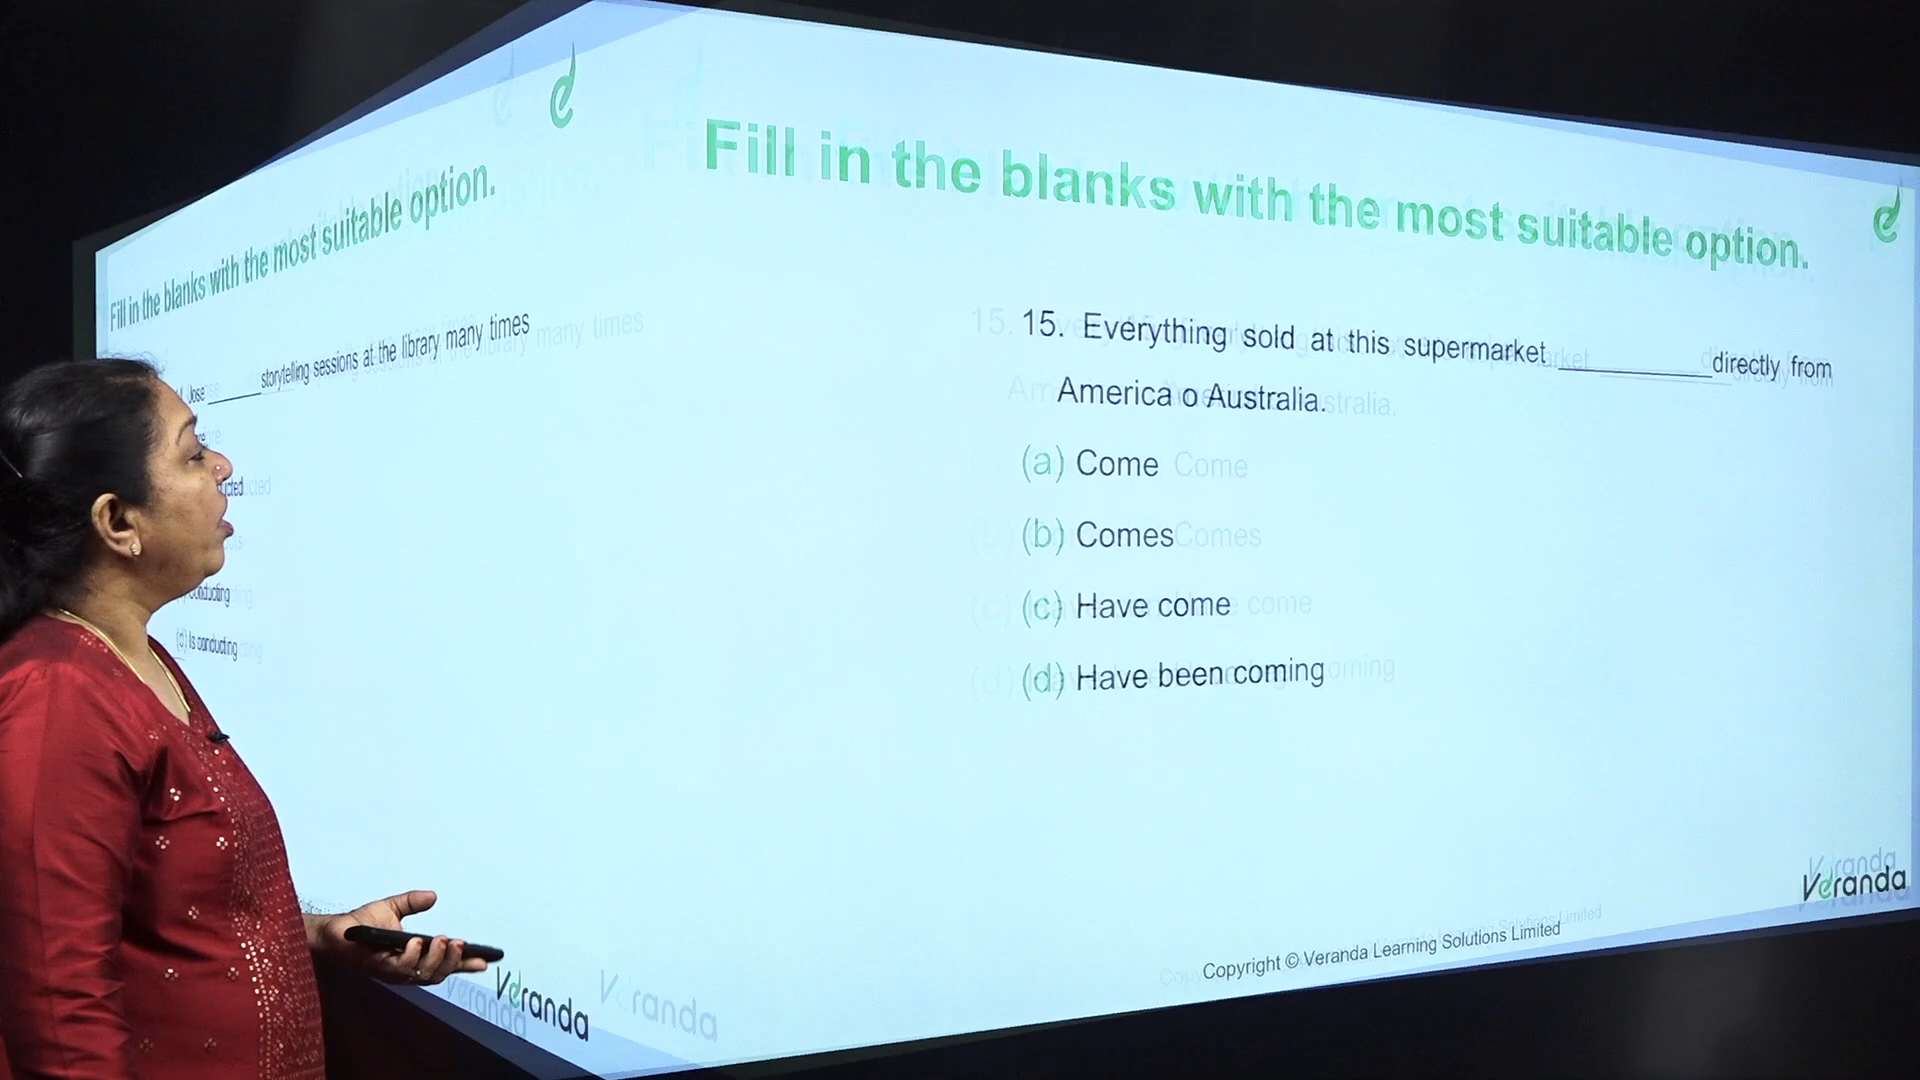 Fill in the blanks with the most suitable option.
Jose ______ storytelling sessions at the library many times
Is conducting
Veranda
Fill in the blanks with the most suitable option.
15. Everything sold at this supermarket __________ directly from
America o Australia.
(a) Come
(b) Comes
(c) Have come
(d) Have been coming
Veranda
Copyright © Veranda Learning Solutions Limited